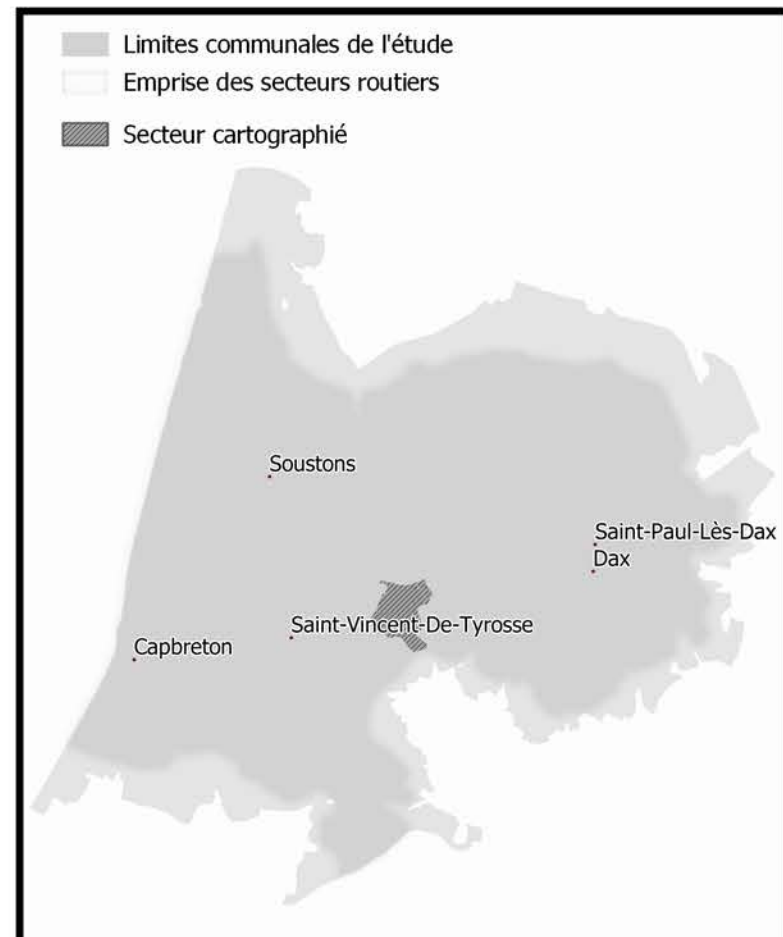 Limites communales de l'étude
Emprise des secteurs routiers
Secteur cartographié
Soustons
Saint-Paul-Lès-Dax
Dax
Saint-Vincent-De-Tyrosse
Capbreton